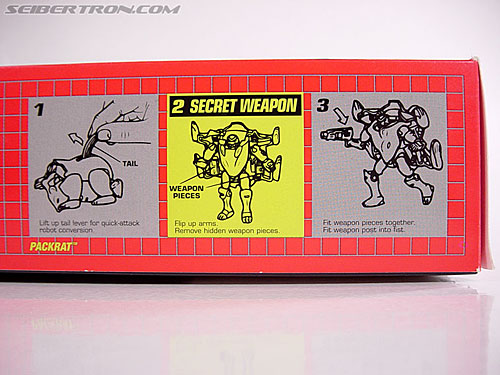 SEIBERTRON.COM
1
TAIL
Lift up tail lever for quick-attack
robot conversion.
PACKRAT™
2 SECRET WEAPON
WEAPON
PIECES
Flip up arms.
Remove hidden weapon pieces.
3
Fit weapon pieces together.
Fit weapon post into fist.